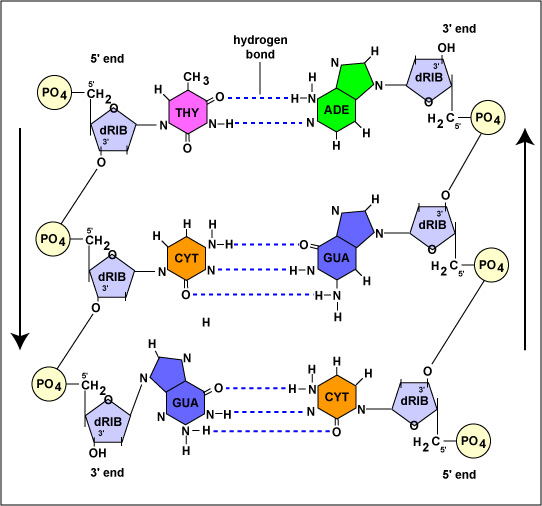 3' end
hydrogen
bond
5' end
OH
H
3'
CH3
dRIB
H
PO4
5'
CH2
O
H
O
H–N
N
THY
ADE
N
O
dRIB
3'
N
N–H
N
H
H
H2C
5'
PO4
O
O
O
3'
H
N–H
H
N
H
dRIB
PO4
5'
CH2
H
O
N
O
CYT
GUA
O
dRIB
3'
N
N
H–N
H
H2C
5'
PO4
O
O
H–N
H
H
H
N
H
H
O
PO4
5'
CH2
N
O
H–N
H
3'
dRIB
GUA
CYT
O
dRIB
3'
N
N–H
N
N
O
N–H
O
H2C
5'
PO4
OH
H
3' end
5' end